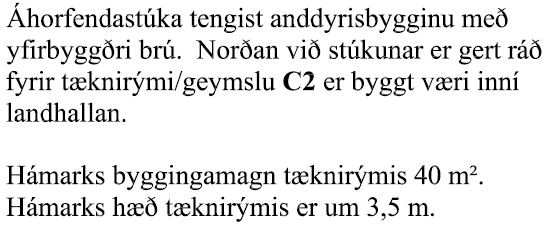 Áhorfendastúka tengist anddyrisbygginu með
yfirbyggðri brú.  Norðan við stúkunar er gert ráð
fyrir tæknirými/geymslu C2 er byggt væri inní
landhallan.

Hámarks byggingamagn tæknirýmis 40 m².
Hámarks hæð tæknirýmis er um 3,5 m.